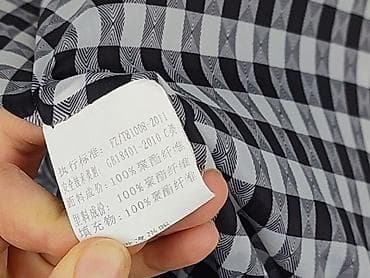 执行标准: FZ/T81008-2011
安全技术类别: GB18401-2010 C类
面料成份: 100%聚酯纤维
里料成份: 100%聚酯纤维
填充物: 100%聚酯纤维